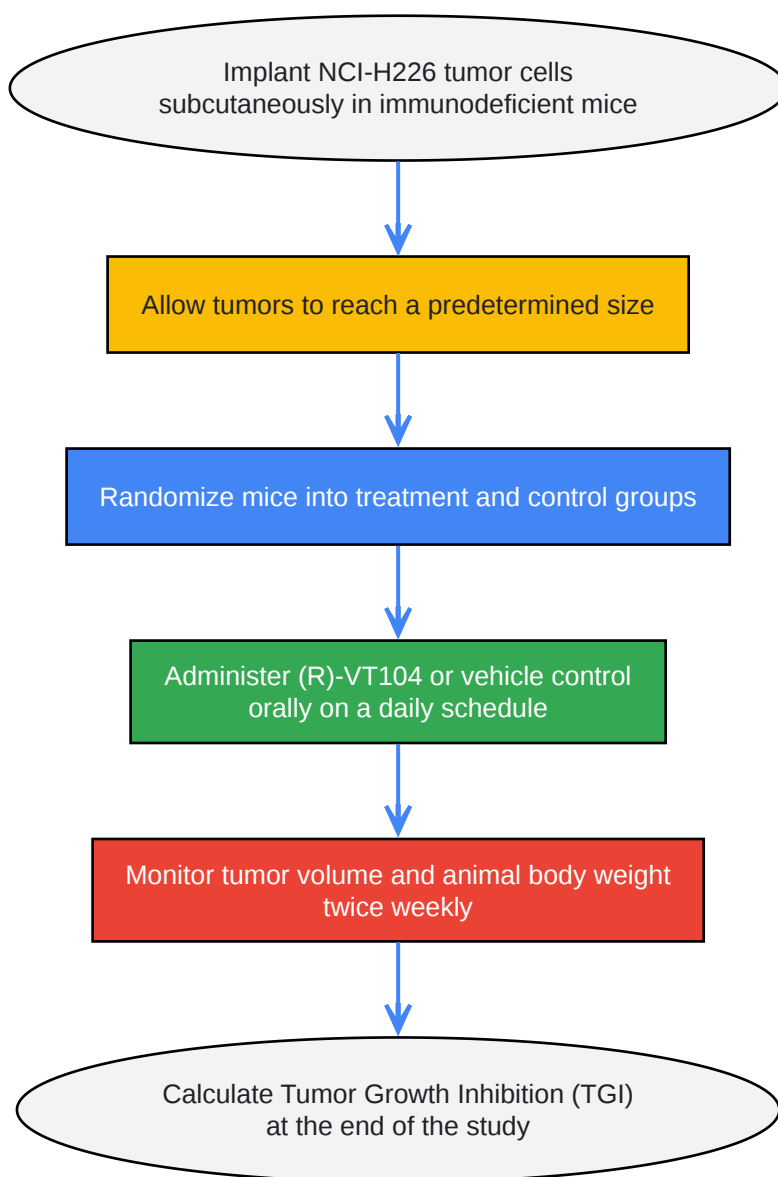 Implant NCI-H226 tumor cells
subcutaneously in immunodeficient mice
Allow tumors to reach a predetermined size
Randomize mice into treatment and control groups
Administer (R)-VT104 or vehicle control
orally on a daily schedule
Monitor tumor volume and animal body weight
twice weekly
Calculate Tumor Growth Inhibition (TGI)
at the end of the study